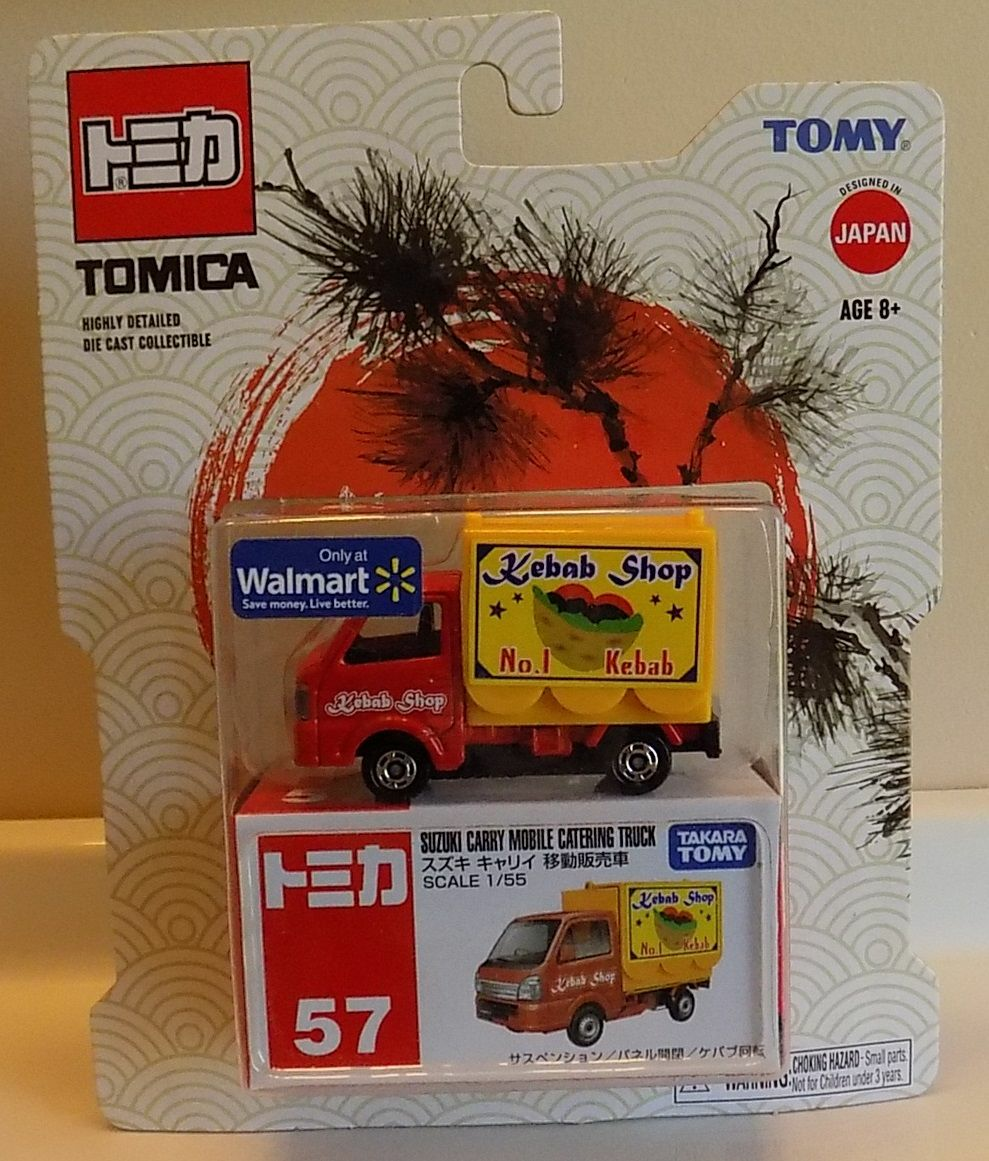 トミカ®
TOMICA
HIGHLY DETAILED
DIE CAST COLLECTIBLE
TOMY®
DESIGNED IN
JAPAN
AGE 8+
Only at
Walmart
Save money. Live better.
Kebab Shop
No.1 Kebab
Kebab Shop
トミカ
57
SUZUKI CARRY MOBILE CATERING TRUCK
スズキ キャリイ 移動販売車
SCALE 1/55
TAKARA
TOMY
Kebab Shop
No.1 Kebab
Kebab Shop
サスペンション/パネル開閉/ケバブ回転
WARNING:
CHOKING HAZARD - Small parts.
Not for Children under 3 years.